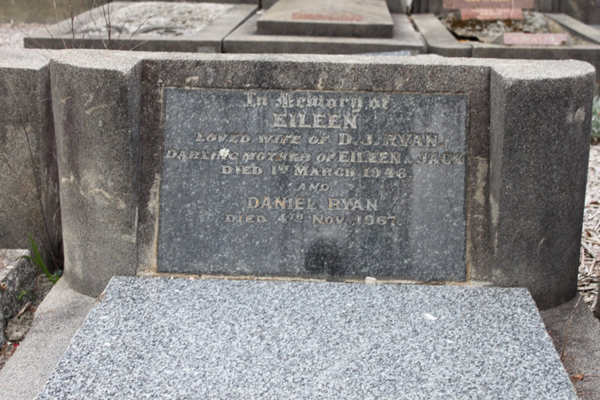 In Memory of
EILEEN
LOVED WIFE OF D. J. RYAN,
DARLING MOTHER OF EILEEN & JACK
DIED 1ST MARCH 1946
AND
DANIEL RYAN
DIED 4TH NOV. 1967.